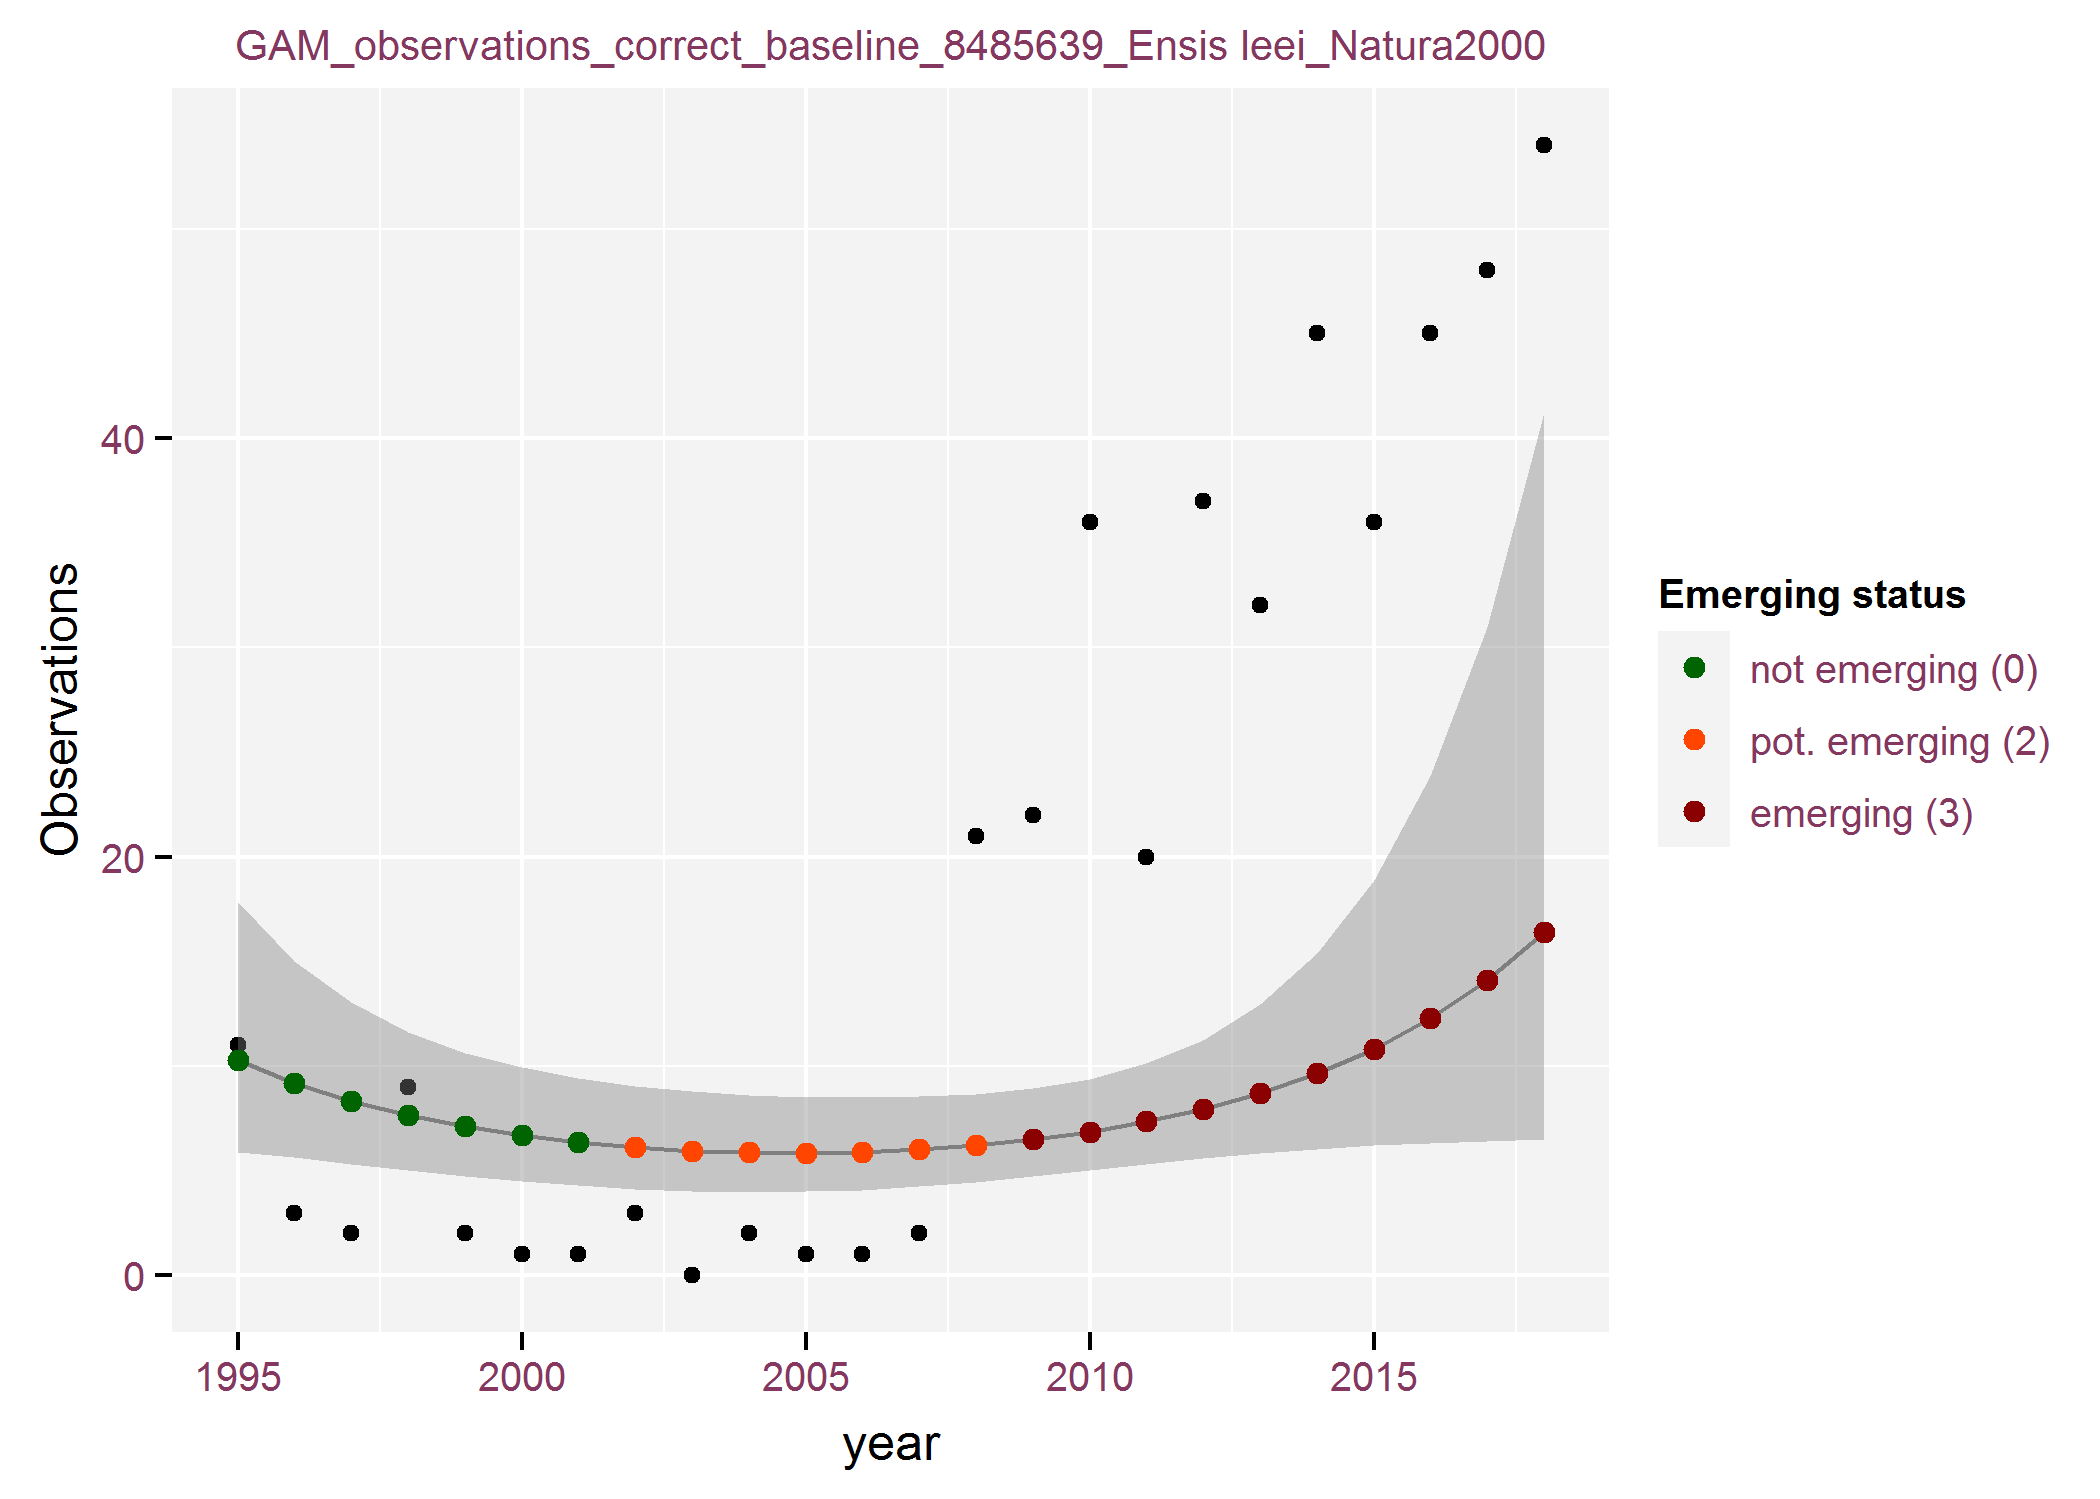 GAM_observations_correct_baseline_8485639_Ensis leei_Natura2000
Observations
40
20
0
1995 2000 2005 2010 2015
year
Emerging status
not emerging (0)
pot. emerging (2)
emerging (3)